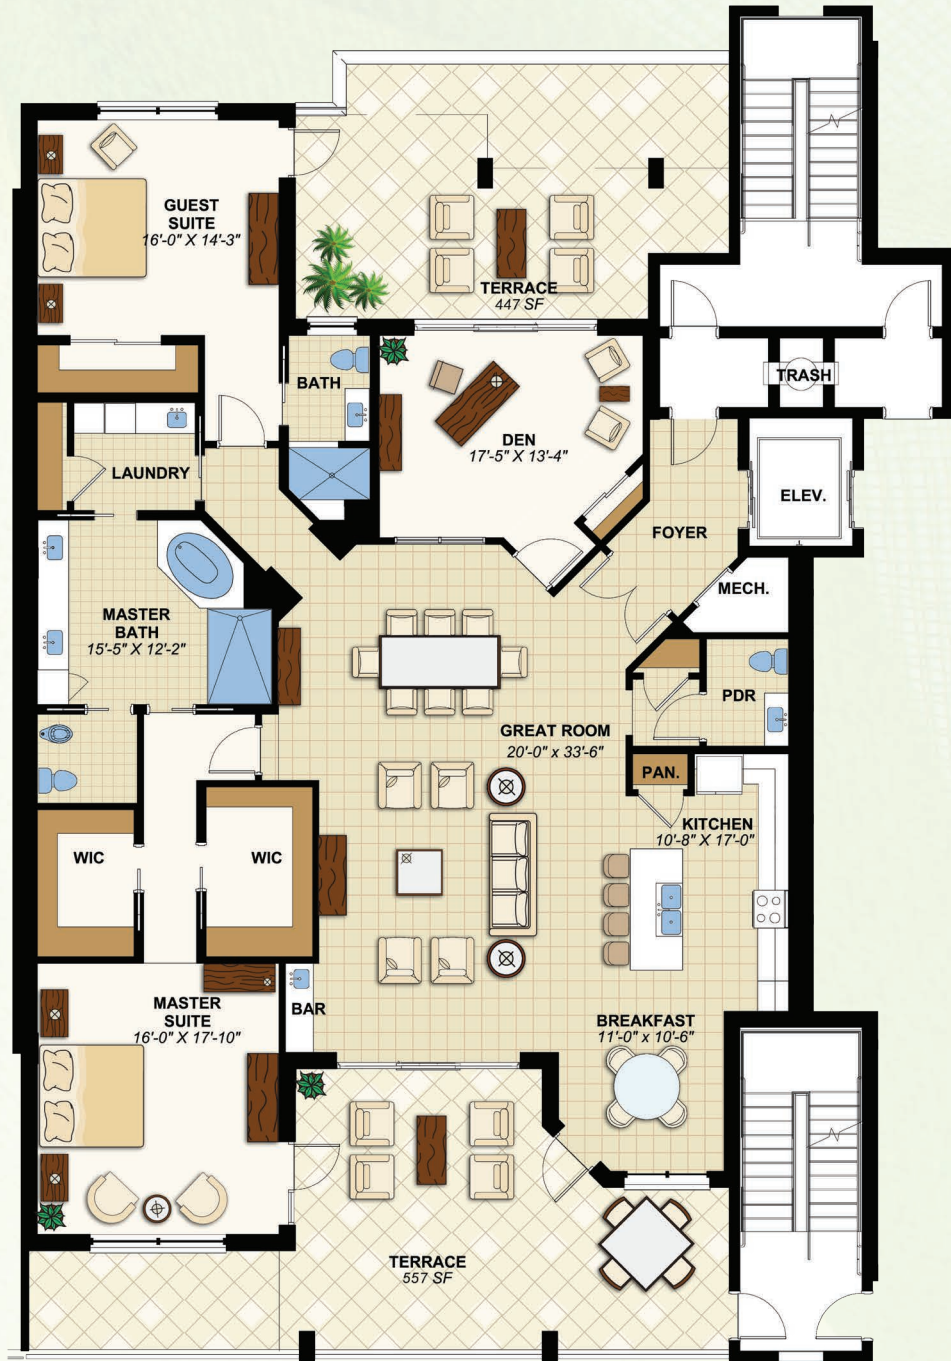 GUEST
SUITE
16'-0" X 14'-3"
TERRACE
447 SF
BATH
TRASH
DEN
17'-5" X 13'-4"
LAUNDRY
ELEV.
FOYER
MECH.
MASTER
BATH
15'-5" X 12'-2"
PDR
GREAT ROOM
20'-0" x 33'-6"
PAN.
KITCHEN
10'-8" X 17'-0"
WIC
WIC
MASTER
SUITE
16'-0" X 17'-10"
BAR
BREAKFAST
11'-0" x 10'-6"
TERRACE
557 SF